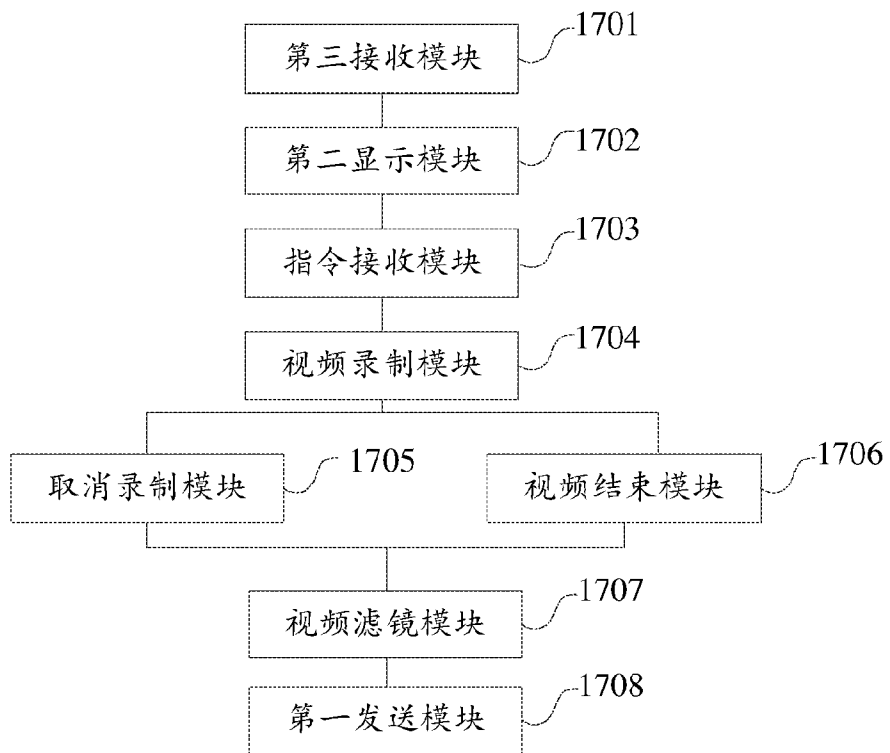 1701
第三接收模块
1702
第二显示模块
1703
指令接收模块
1704
视频录制模块
1705
取消录制模块
1706
视频结束模块
1707
视频滤镜模块
1708
第一发送模块